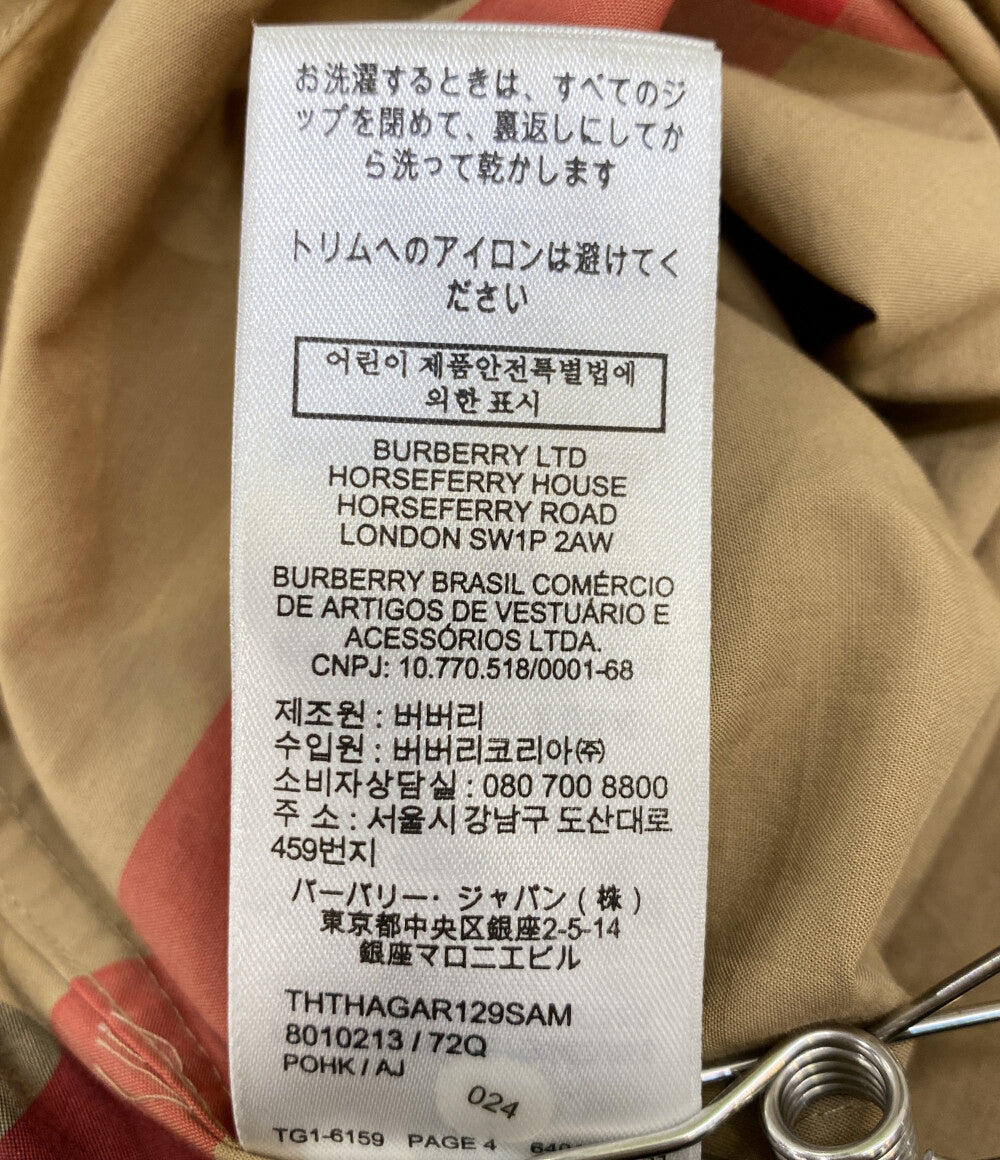 お洗濯するときは、すべてのジ
ップを閉めて、裏返しにしてか
ら洗って乾かします
トリムへのアイロンは避けてく
ださい
어린이 제품안전특별법에
의한 표시
BURBERRY LTD
HORSEFERRY HOUSE
HORSEFERRY ROAD
LONDON SW1P 2AW
BURBERRY BRASIL COMÉRCIO
DE ARTIGOS DE VESTUÁRIO E
ACESSÓRIOS LTDA.
CNPJ: 10.770.518/0001-68
제조원 : 버버리
수입원 : 버버리코리아㈜
소비자상담실 : 080 700 8800
주 소 : 서울시 강남구 도산대로
459번지
バーバリー・ジャパン ( 株 )
東京都中央区銀座2-5-14
銀座マロニエビル
THTHAGAR129SAM
8010213 / 72Q
POHK / AJ
024
TG1-6159 PAGE 4